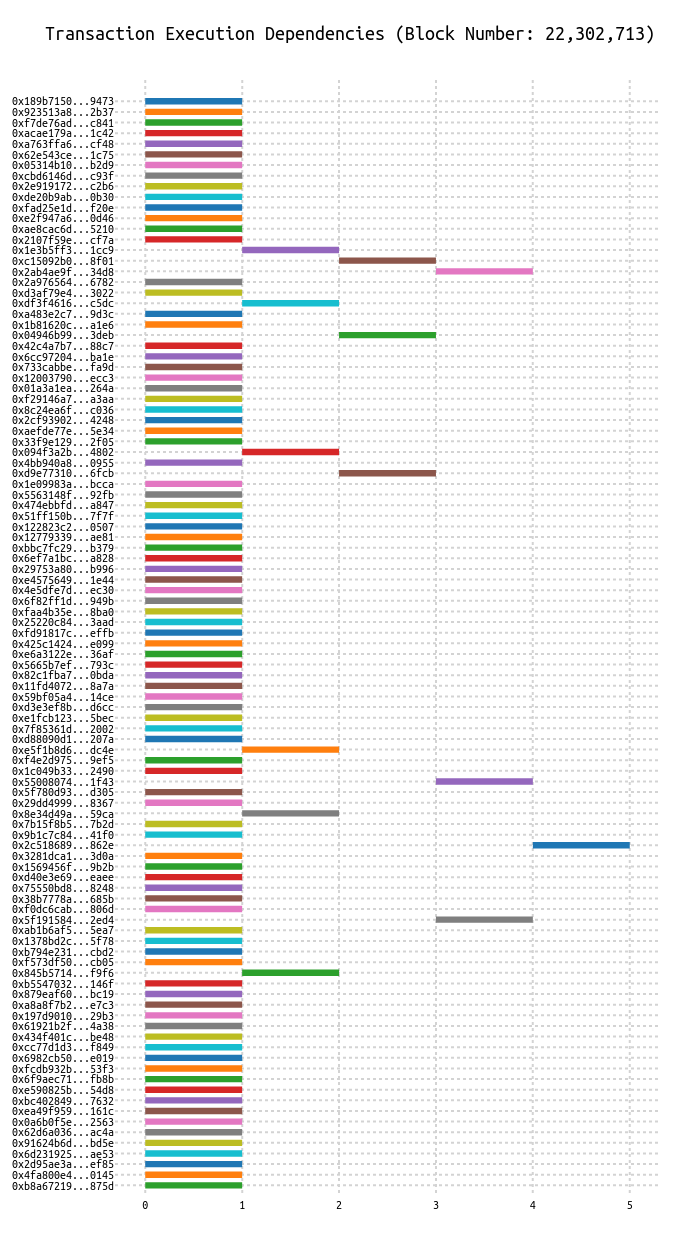 Transaction Execution Dependencies (Block Number: 22,302,713)
0x189b7150...9473
0x923513a8...2b37
0xf7de76ad...c841
0xacae179a...1c42
0xa763ffa6...cf48
0x62e543ce...1c75
0x05314b10...b2d9
0xcbd6146d...c93f
0x2e919172...c2b6
0xde20b9ab...0b30
0xfad25e1d...f20e
0xe2f947a6...0d46
0xae8cac6d...5210
0x2107f59e...cf7a
0x1e3b5ff3...1cc9
0xc15092b0...8f01
0x2ab4ae9f...34d8
0x2a976564...6782
0xd3af79e4...3022
0xdf3f4616...c5dc
0xa483e2c7...9d3c
0x1b81620c...a1e6
0x04946b99...3deb
0x42c4a7b7...88c7
0x6cc97204...ba1e
0x733cabbe...fa9d
0x12003790...ecc3
0x01a3a1ea...264a
0xf29146a7...a3aa
0x8c24ea6f...c036
0x2cf93902...4248
0xaefde77e...5e34
0x33f9e129...2f05
0x094f3a2b...4802
0x4bb940a8...0955
0xd9e77310...6fcb
0x1e09983a...bcca
0x5563148f...92fb
0x474ebbfd...a847
0x51ff150b...7f7f
0x122823c2...0507
0x12779339...ae81
0xbbc7fc29...b379
0x6ef7a1bc...a828
0x29753a80...b996
0xe4575649...1e44
0x4e5dfe7d...ec30
0x6f82ff1d...949b
0xfaa4b35e...8ba0
0x25220c84...3aad
0xfd91817c...effb
0x425c1424...e099
0xe6a3122e...36af
0x5665b7ef...793c
0x82c1fba7...0bda
0x11fd4072...8a7a
0x59bf05a4...14ce
0xd3e3ef8b...d6cc
0xe1fcb123...5bec
0x7f85361d...2002
0xd88090d1...207a
0xe5f1b8d6...dc4e
0xf4e2d975...9ef5
0x1c049b33...2490
0x55008074...1f43
0x5f780d93...d305
0x29dd4999...8367
0x8e34d49a...59ca
0x7b15f8b5...7b2d
0x9b1c7c84...41f0
0x2c518689...862e
0x3281dca1...3d0a
0x1569456f...9b2b
0xd40e3e69...eaee
0x75550bd8...8248
0x38b7778a...685b
0xf0dc6cab...806d
0x5f191584...2ed4
0xab1b6af5...5ea7
0x1378bd2c...5f78
0xb794e231...cbd2
0xf573df50...cb05
0x845b5714...f9f6
0xb5547032...146f
0x879eaf60...bc19
0xa8a8f7b2...e7c3
0x197d9010...29b3
0x61921b2f...4a38
0x434f401c...be48
0xcc77d1d3...f849
0x6982cb50...e019
0xfcdb932b...53f3
0x6f9aec71...fb8b
0xe590825b...54d8
0xbc402849...7632
0xea49f959...161c
0x0a6b0f5e...2563
0x62d6a036...ac4a
0x91624b6d...bd5e
0x6d231925...ae53
0x2d95ae3a...ef85
0x4fa800e4...0145
0xb8a67219...875d
0 1 2 3 4 5